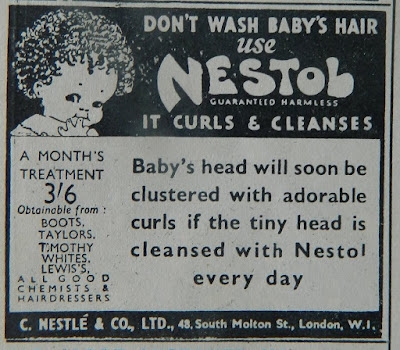 DON'T WASH BABY'S HAIR
use
NESTOL
GUARANTEED HARMLESS
IT CURLS & CLEANSES
A MONTH'S
TREATMENT
3/6
Obtainable from:
BOOTS,
TAYLORS,
TIMOTHY
WHITES,
LEWIS'S,
ALL GOOD
CHEMISTS &
HAIRDRESSERS
Baby's head will soon be
clustered with adorable
curls if the tiny head is
cleansed with Nestol
every day
C. NESTLÉ & CO., LTD., 48, South Molton St., London, W.1.